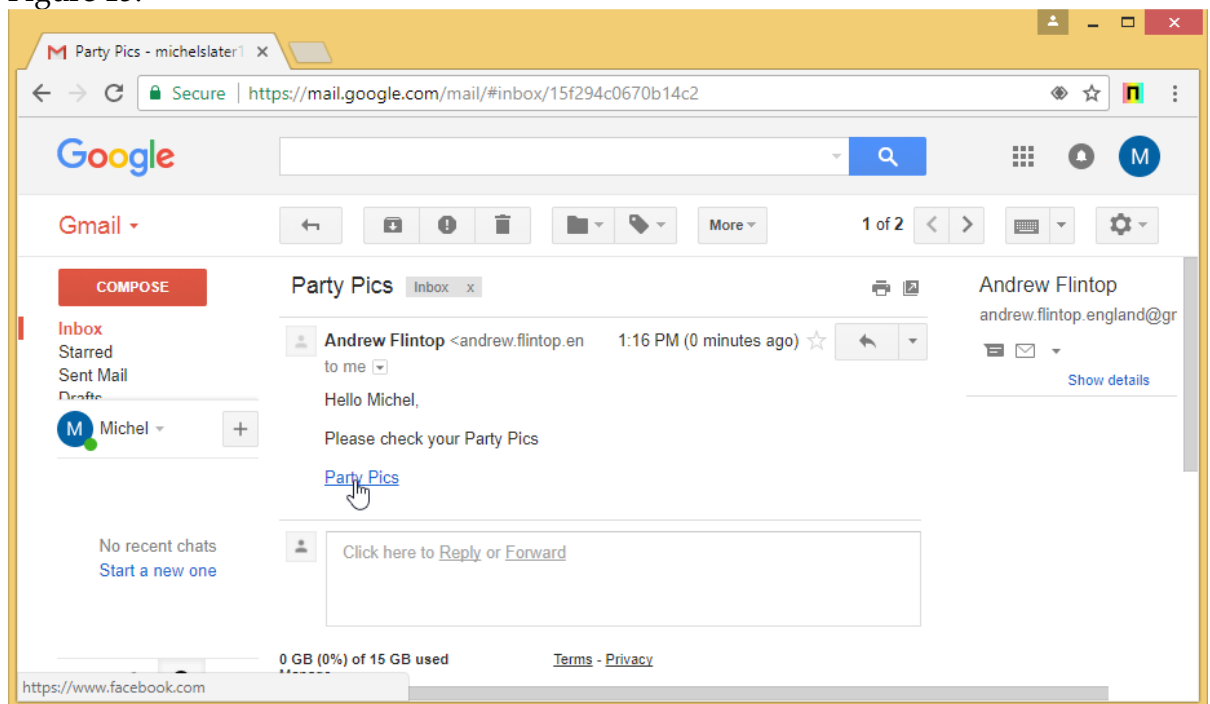 Party Pics - michelslater1
Secure | https://mail.google.com/mail/#inbox/15f294c0670b14c2
Google
M
Gmail
More
1 of 2
COMPOSE
Party Pics Inbox x
Andrew Flintop
andrew.flintop.england@gr
Inbox
Starred
Sent Mail
Drafts
Andrew Flintop <andrew.flintop.en 1:16 PM (0 minutes ago)
to me
Show details
Hello Michel,
M Michel
Please check your Party Pics
Party Pics
No recent chats
Start a new one
Click here to Reply or Forward
0 GB (0%) of 15 GB used
Terms - Privacy
https://www.facebook.com